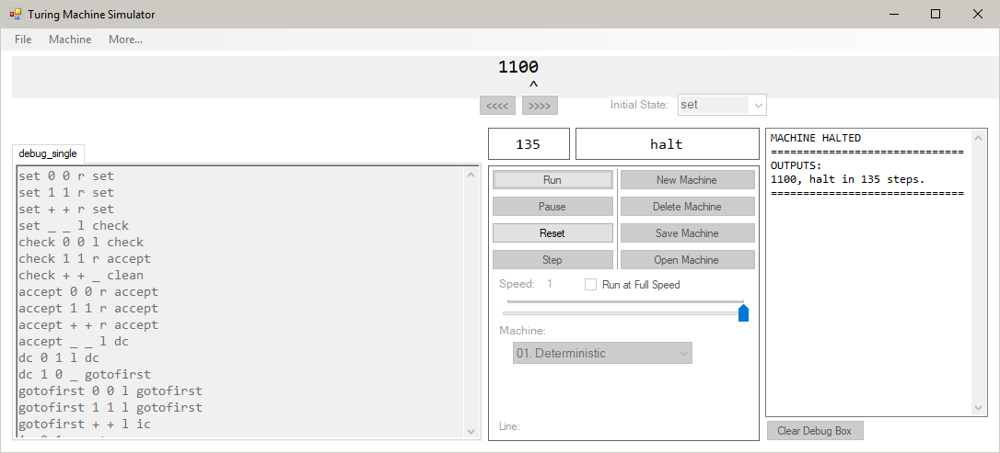 Turing Machine Simulator
File Machine More...
1100
^
<<<< >>>> Initial State: set
135 halt
debug_single
set 0 0 r set
set 1 1 r set
set + + r set
set _ _ l check
check 0 0 l check
check 1 1 r accept
check + + _ clean
accept 0 0 r accept
accept 1 1 r accept
accept + + r accept
accept _ _ l dc
dc 0 1 l dc
dc 1 0 _ gotofirst
gotofirst 0 0 l gotofirst
gotofirst 1 1 l gotofirst
gotofirst + + l ic
Run New Machine
Pause Delete Machine
Reset Save Machine
Step Open Machine
Speed: 1 Run at Full Speed
Machine:
01. Deterministic
Line:
MACHINE HALTED
==============================
OUTPUTS:
1100, halt in 135 steps.
==============================
Clear Debug Box